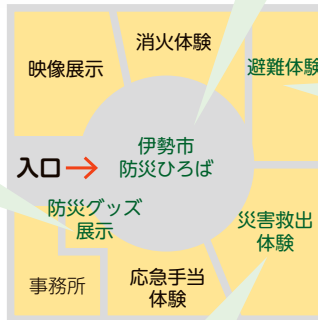 消火体験
映像展示
避難体験
伊勢市
防災ひろば
入口
防災グッズ
展示
災害救出
体験
応急手当
体験
事務所